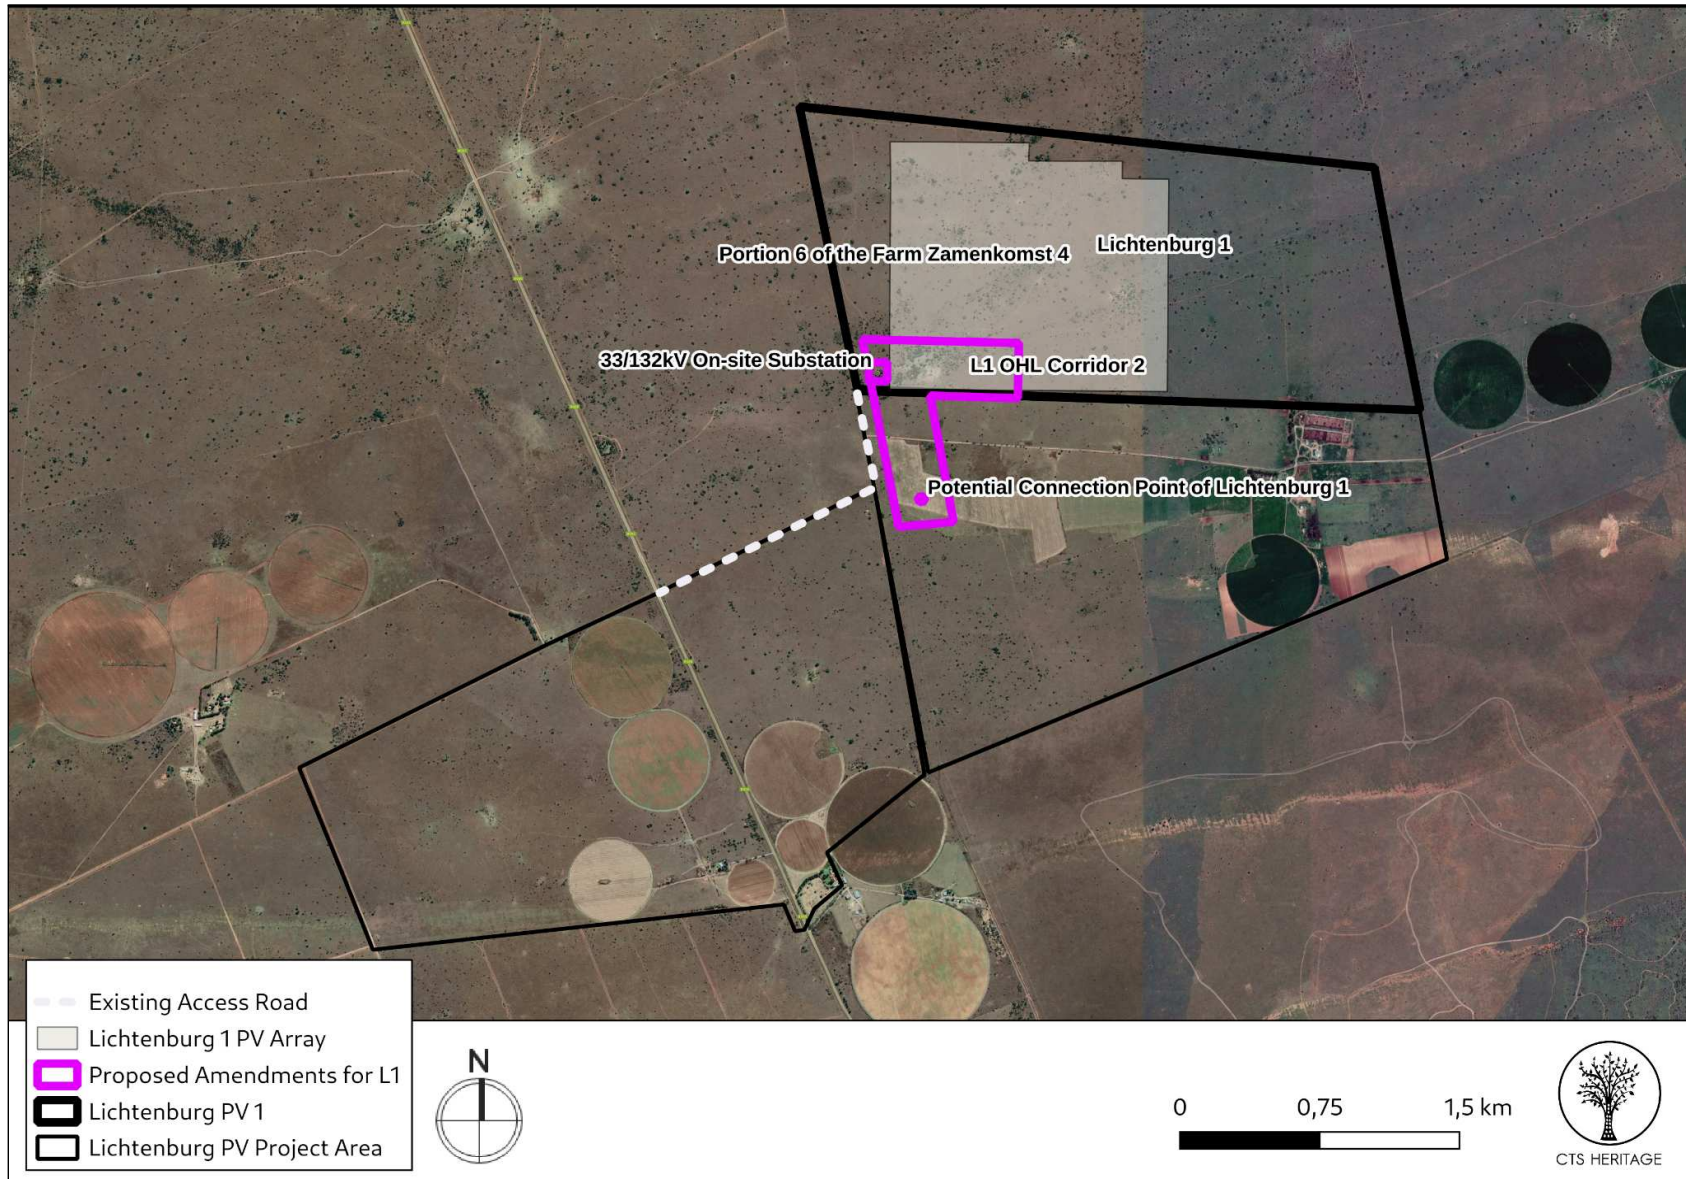 Portion 6 of the Farm Zamenkomst 4
Lichtenburg 1
33/132kV On-site Substation
L1 OHL Corridor 2
Potential Connection Point of Lichtenburg 1
Existing Access Road
Lichtenburg 1 PV Array
Proposed Amendments for L1
Lichtenburg PV 1
Lichtenburg PV Project Area
N
0 0,75 1,5 km
CTS HERITAGE